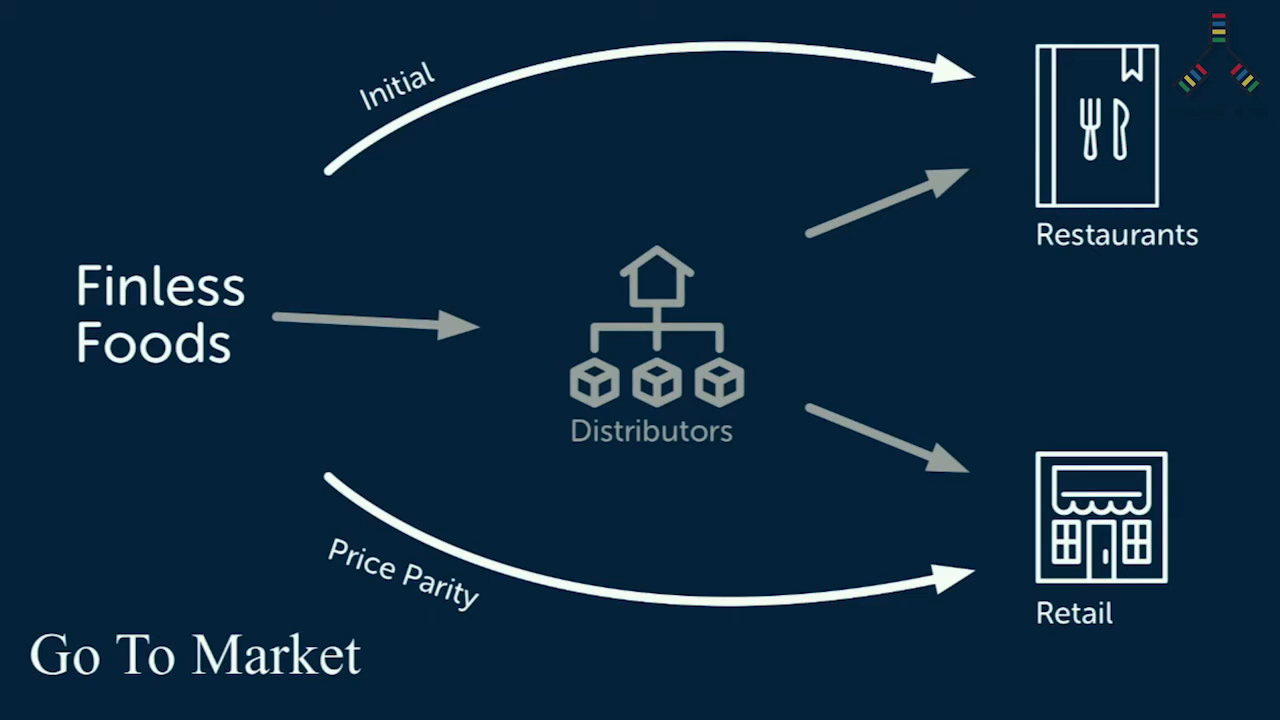 Initial
Restaurants
Finless
Foods
Distributors
Price Parity
Retail
Go To Market